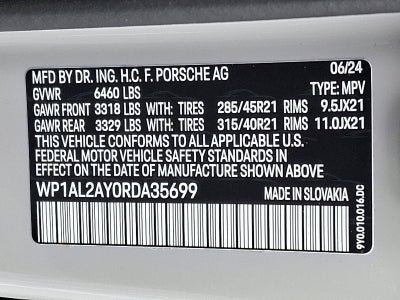 MFD BY DR. ING. H.C. F. PORSCHE AG 06/24
GVWR 6460 LBS TYPE: MPV
GAWR FRONT 3318 LBS WITH: TIRES 285/45R21 RIMS 9.5JX21
GAWR REAR 3329 LBS WITH: TIRES 315/40R21 RIMS 11.0JX21
THIS VEHICLE CONFORMS TO ALL APPLICABLE U.S.
FEDERAL MOTOR VEHICLE SAFETY STANDARDS IN
EFFECT ON THE DATE OF MANUFACTURE SHOWN ABOVE.
WP1AL2AY0RDA35699 MADE IN SLOVAKIA
9Y0.010.016.DC